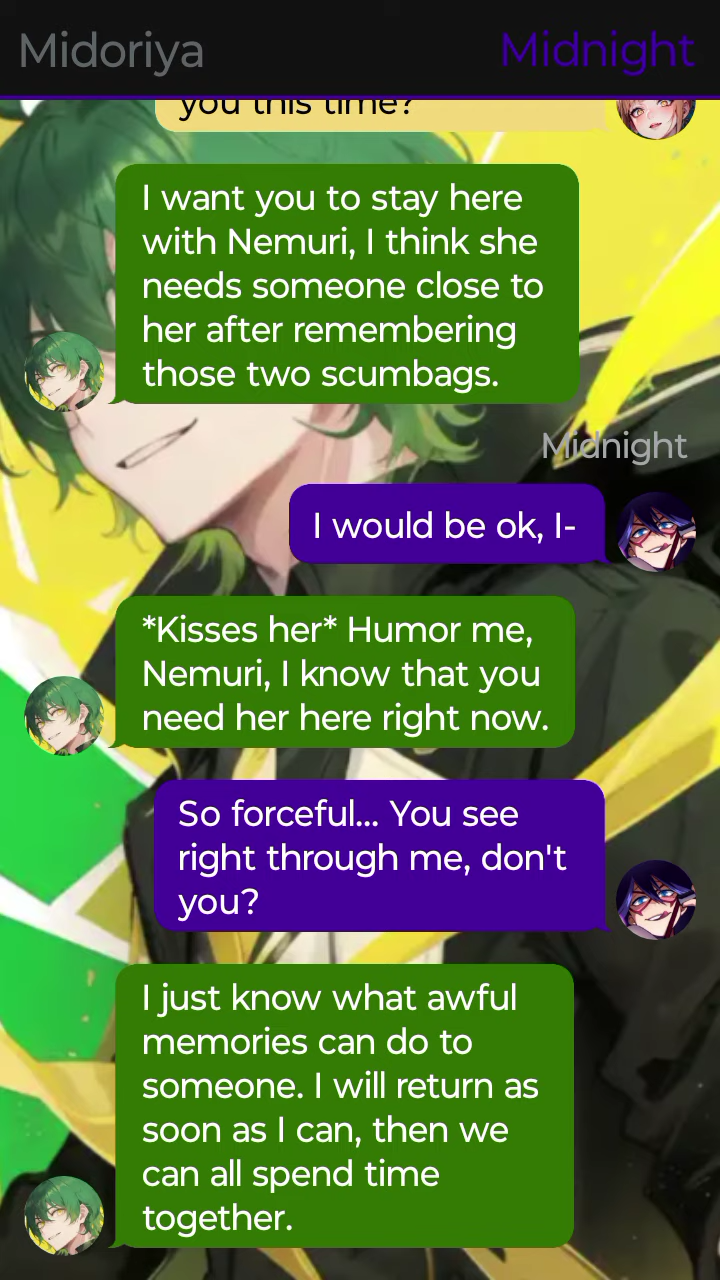 Midoriya
Midnight
you this time?
I want you to stay here
with Nemuri, I think she
needs someone close to
her after remembering
those two scumbags.
Midnight
I would be ok, I-
*Kisses her* Humor me,
Nemuri, I know that you
need her here right now.
So forceful... You see
right through me, don't
you?
I just know what awful
memories can do to
someone. I will return as
soon as I can, then we
can all spend time
together.